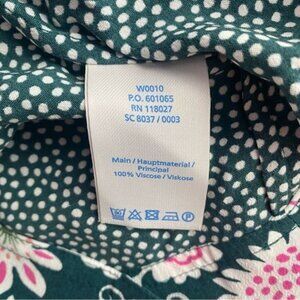 W0010
P.O. 601065
RN 118027
SC 8037 / 0003
Main / Hauptmaterial /
Principal
100% Viscose / Viskose